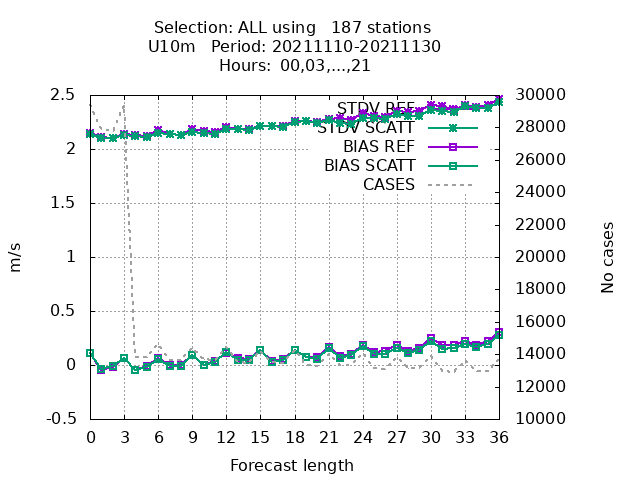 Selection: ALL using   187 stations
U10m   Period: 20211110-20211130
Hours: 00,03,...,21
2.5
2
1.5
1
0.5
0
-0.5
m/s
30000
28000
26000
24000
22000
20000
18000
16000
14000
12000
10000
No cases
STDV REF
STDV SCATT
BIAS REF
BIAS SCATT
CASES
0 3 6 9 12 15 18 21 24 27 30 33 36
Forecast length